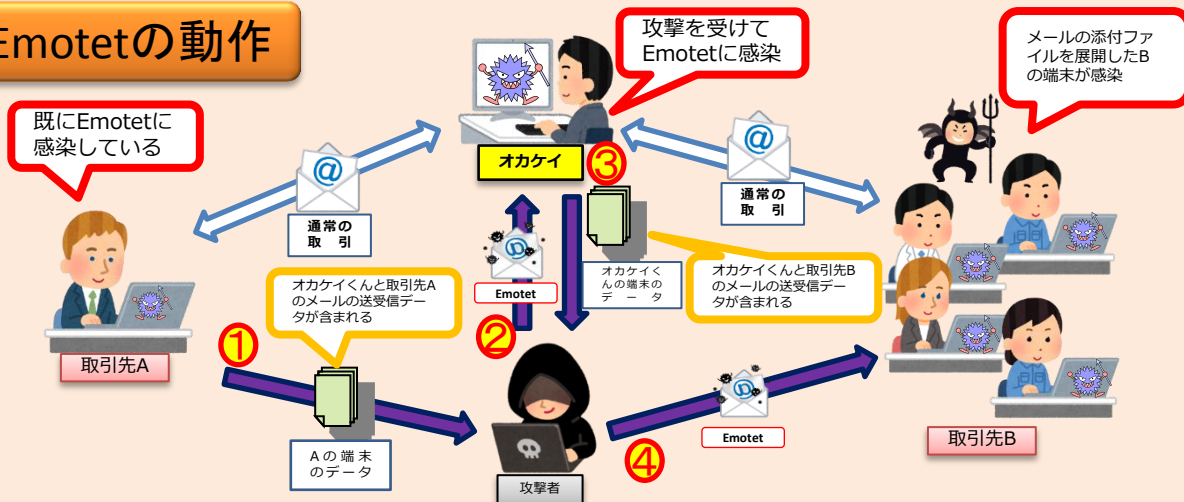 Emotetの動作
攻撃を受けて
Emotetに感染
メールの添付ファ
イルを展開したB
の端末が感染
既にEmotetに
感染している
@
通常の
取 引
オカケイ
③
@
通常の
取 引
オカケイくんと取引先A
のメールの送受信デー
タが含まれる
@
Emotet
オカケイく
んの端末の
デ ー タ
オカケイくんと取引先B
のメールの送受信デー
タが含まれる
取引先A
①
②
Aの端末
のデータ
攻撃者
④
@
Emotet
取引先B